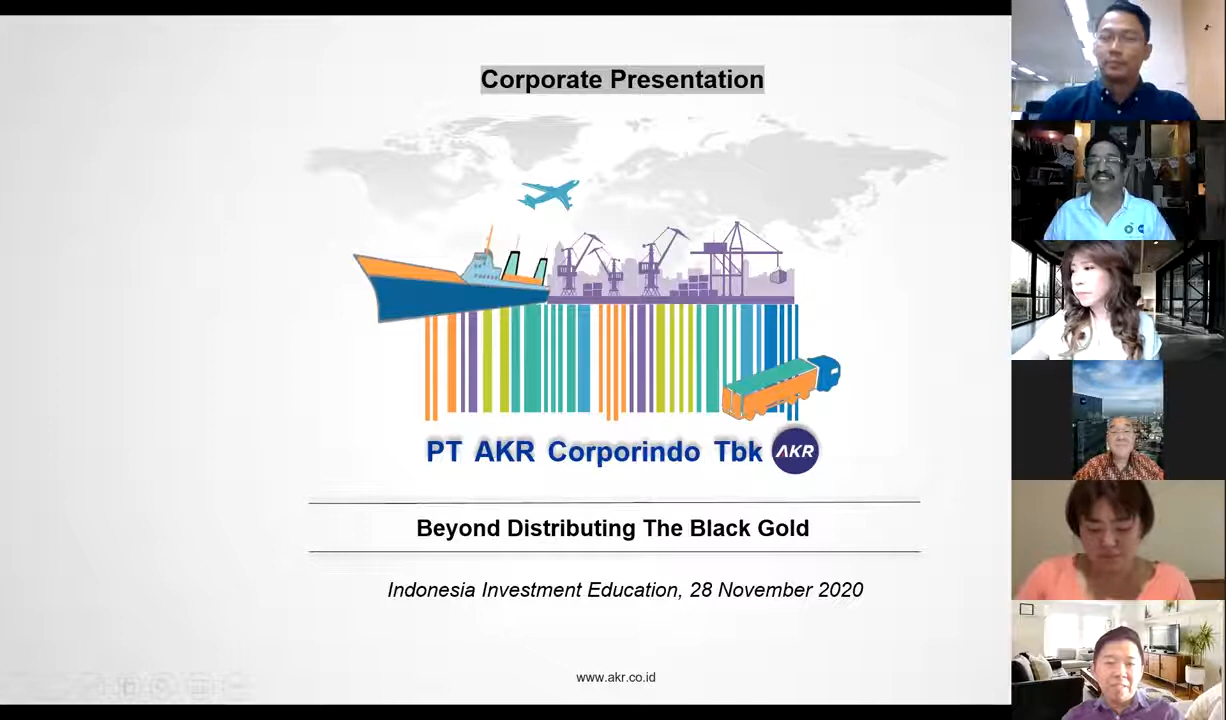 Corporate Presentation
PT AKR Corporindo Tbk AKR
Beyond Distributing The Black Gold
Indonesia Investment Education, 28 November 2020
www.akr.co.id